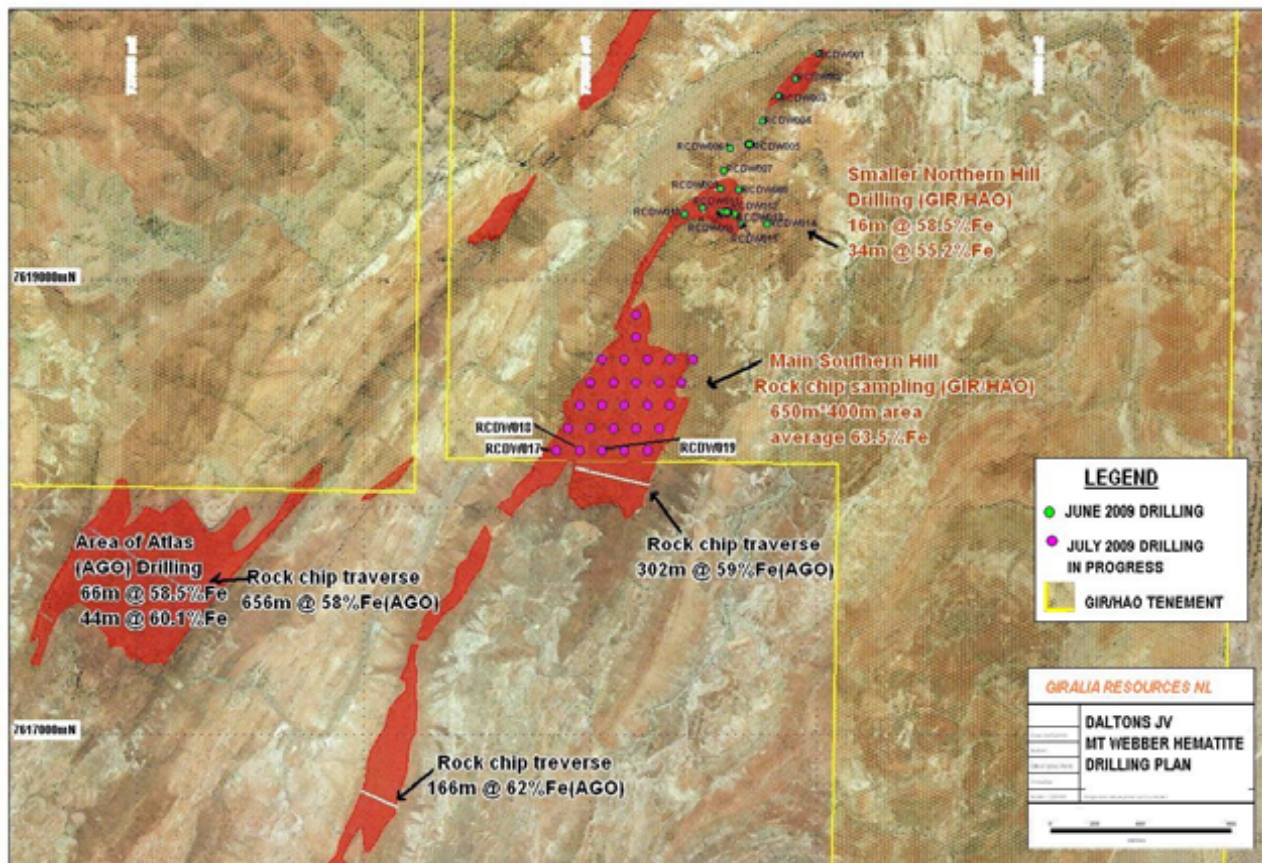 RCDW001
RCDW003
RCDW004
RCDW005
RCDW006
RCDW007
Smaller Northern Hill
Drilling (GIR/HAO)
16m @ 58.5%Fe
34m @ 55.2%Fe
RCDW014
7619000mN
Main Southern Hill
Rock chip sampling (GIR/HAO)
650m*400m area
average 63.5%Fe
RCDW018
RCDW017
RCDW019
LEGEND
JUNE 2009 DRILLING
JULY 2009 DRILLING
IN PROGRESS
GIR/HAO TENEMENT
Area of Atlas
(AGO) Drilling
66m @ 58.5%Fe
44m @ 60.1%Fe
Rock chip traverse
656m @ 58%Fe(AGO)
Rock chip traverse
302m @ 59%Fe(AGO)
7617000mN
Rock chip treverse
166m @ 62%Fe(AGO)
GIRALIA RESOURCES NL
DALTONS JV
MT WEBBER HEMATITE
DRILLING PLAN